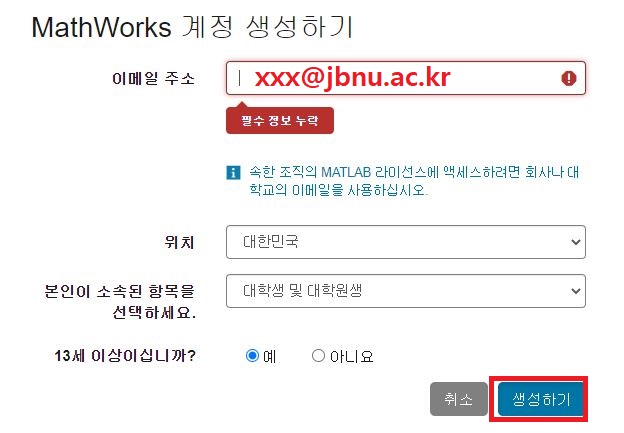 MathWorks 계정 생성하기
이메일 주소
xxx@jbnu.ac.kr
필수 정보 누락
속한 조직의 MATLAB 라이선스에 액세스하려면 회사나 대
학교의 이메일을 사용하십시오.
위치
대한민국
본인이 소속된 항목을
선택하세요.
대학생 및 대학원생
13세 이상이십니까?
예
아니요
취소
생성하기